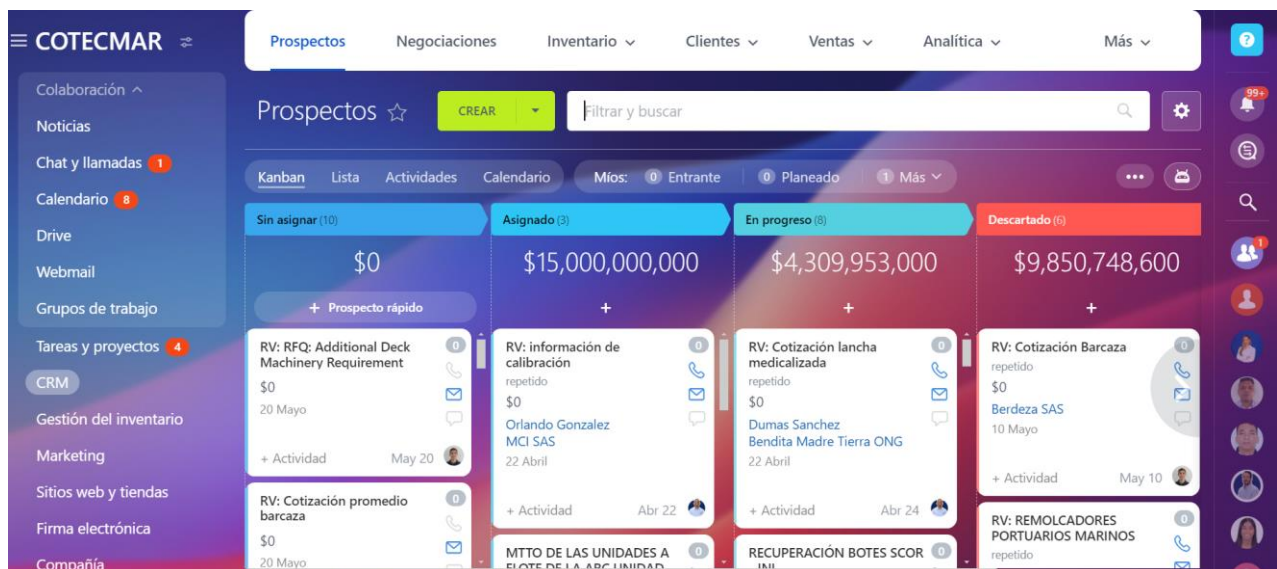 COTECMAR
Prospectos
Negociaciones
Inventario
Clientes
Ventas
Analítica
Más
?
Colaboración
Noticias
Chat y llamadas 1
Calendario 8
Drive
Webmail
Grupos de trabajo
Tareas y proyectos 4
CRM
Gestión del inventario
Marketing
Sitios web y tiendas
Firma electrónica
Compañía
Prospectos
CREAR
Filtrar y buscar
99+
Kanban
Lista
Actividades
Calendario
Míos:
0 Entrante
0 Planeado
1 Más
1
Sin asignar (10)
$0
+ Prospecto rápido
RV: RFQ: Additional Deck
Machinery Requirement
0
$0
20 Mayo
+ Actividad
May 20
RV: Cotización promedio
barcaza
0
$0
20 Mayo
Asignado (3)
$15,000,000,000
+
RV: información de
calibración
0
repetido
$0
Orlando Gonzalez
MCI SAS
22 Abril
+ Actividad
Abr 22
MTTO DE LAS UNIDADES A
0
FLOTE DE LA ARC UNIDAD
En progreso (8)
$4,309,953,000
+
RV: Cotización lancha
medicalizada
0
repetido
$0
Dumas Sanchez
Bendita Madre Tierra ONG
22 Abril
+ Actividad
Abr 24
RECUPERACIÓN BOTES SCOR
0
Descartado (6)
$9,850,748,600
+
RV: Cotización Barcaza
0
repetido
$0
Berdeza SAS
10 Mayo
+ Actividad
May 10
RV: REMOLCADORES
PORTUARIOS MARINOS
0
repetido